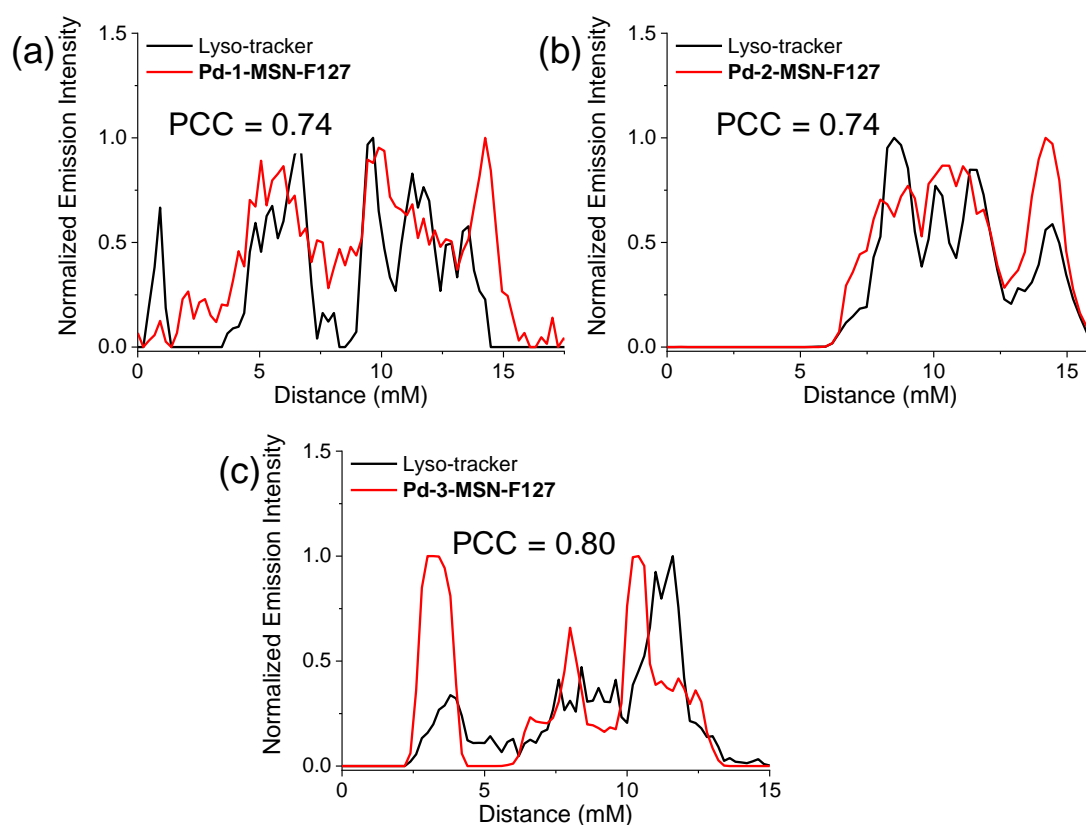 (a)
Lyso-tracker
Pd-1-MSN-F127
PCC = 0.74
Normalized Emission Intensity
1.5
1.0
0.5
0.0
0
5
10
15
Distance (mM)
(b)
Lyso-tracker
Pd-2-MSN-F127
PCC = 0.74
Normalized Emission Intensity
1.5
1.0
0.5
0.0
0
5
10
15
Distance (mM)
(c)
Lyso-tracker
Pd-3-MSN-F127
PCC = 0.80
Normalized Emission Intensity
1.5
1.0
0.5
0.0
0
5
10
15
Distance (mM)